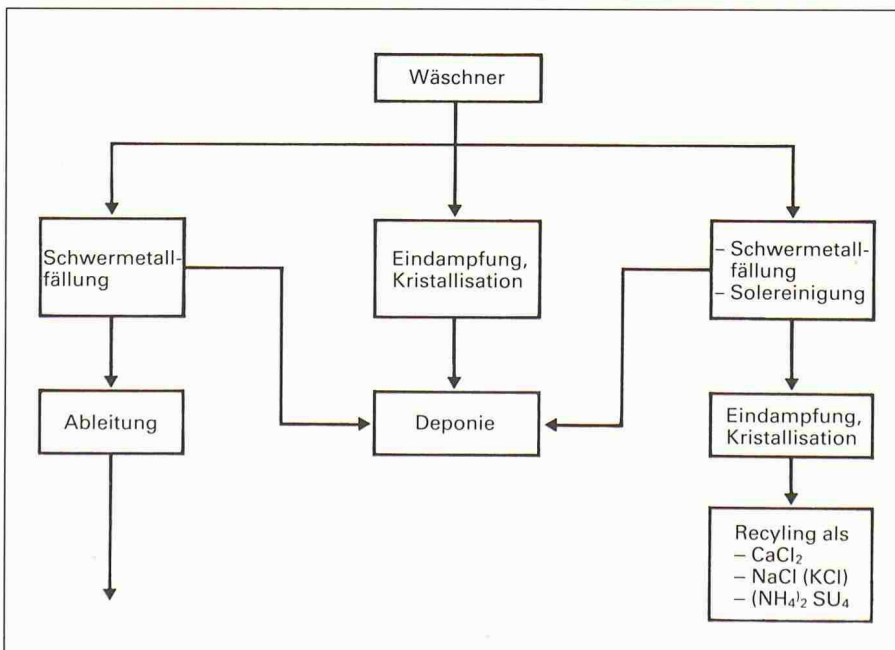 Wäschner
Schwermetall-
fällung
Eindampfung,
Kristallisation
– Schwermetall-
fällung
– Solereinigung
Ableitung
Deponie
Eindampfung,
Kristallisation
Recyling als
– CaCl₂
– NaCl (KCl)
– (NH₄)₂ SU₄